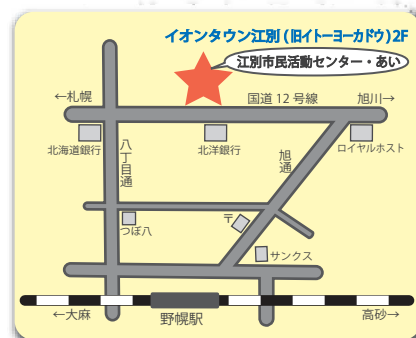 イオンタウン江別(旧イトーヨーカドウ)2F
江別市民活動センター・あい
←札幌
国道12号線
旭川→
北海道銀行
八丁目通
北洋銀行
旭通
ロイヤルホスト
つぼ八
〒
サンクス
←大麻
野幌駅
高砂→